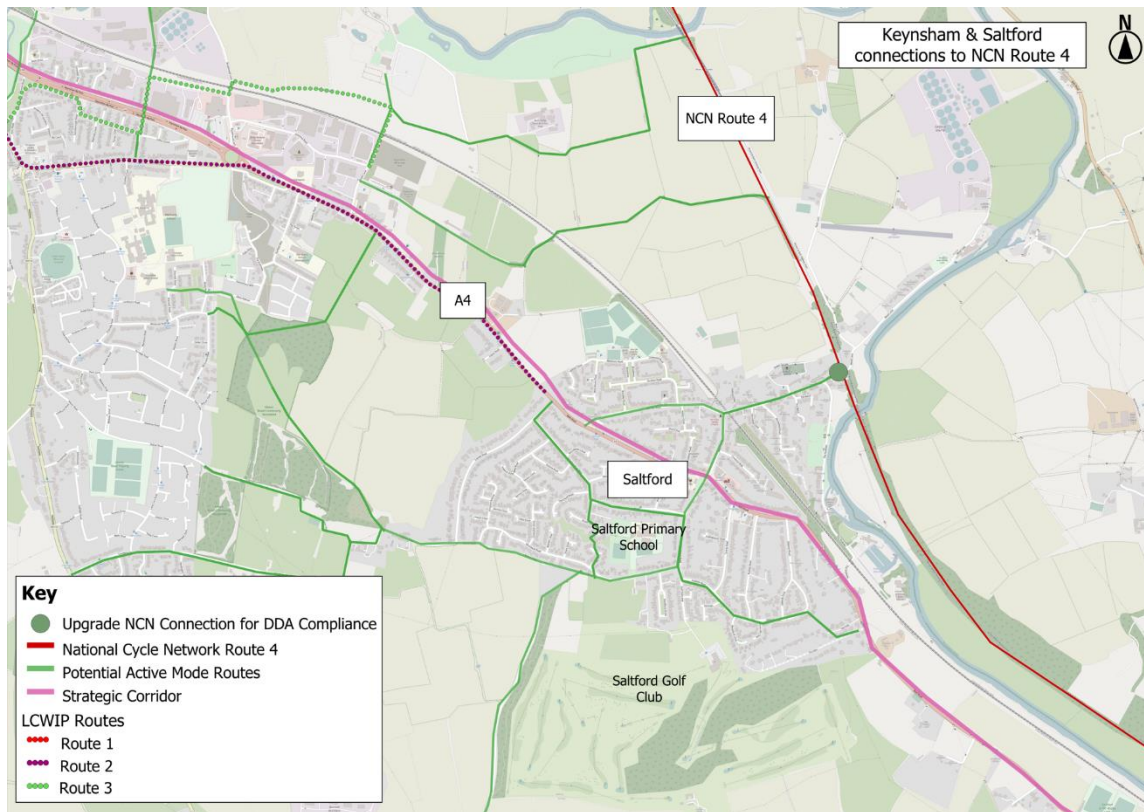 Keynsham & Saltford
connections to NCN Route 4
N
NCN Route 4
A4
Saltford
Saltford Primary
School
Saltford Golf
Club
Key
Upgrade NCN Connection for DDA Compliance
National Cycle Network Route 4
Potential Active Mode Routes
Strategic Corridor
LCWIP Routes
Route 1
Route 2
Route 3